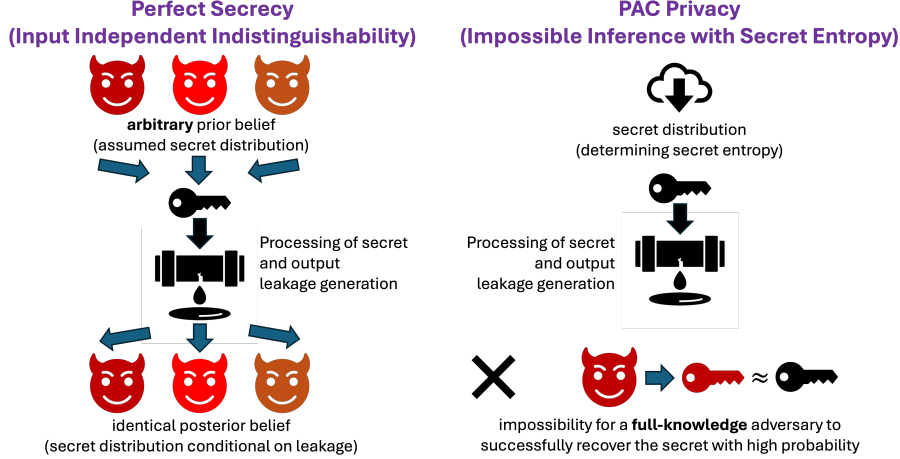 Perfect Secrecy
(Input Independent Indistinguishability)
arbitrary prior belief
(assumed secret distribution)
Processing of secret
and output
leakage generation
identical posterior belief
(secret distribution conditional on leakage)
PAC Privacy
(Impossible Inference with Secret Entropy)
secret distribution
(determining secret entropy)
Processing of secret
and output
leakage generation
≈
impossibility for a full-knowledge adversary to
successfully recover the secret with high probability